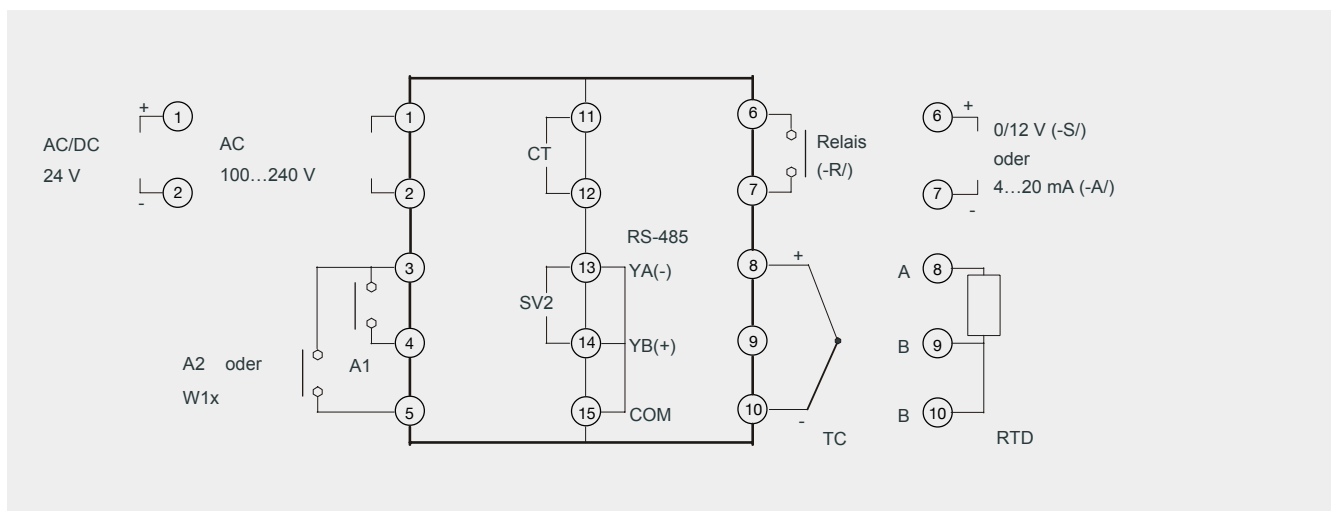 +
1
AC/DC
24 V
2
-
AC
100…240 V
1
2
3
4
5
A2 oder
W1x
A1
11
CT
12
RS-485
13
YA(-)
SV2
14
YB(+)
15
COM
6
Relais
(-R/)
7
8
+
9
10
-
TC
6
+
0/12 V (-S/)
oder
4…20 mA (-A/)
7
-
A
8
B
9
B
10
RTD